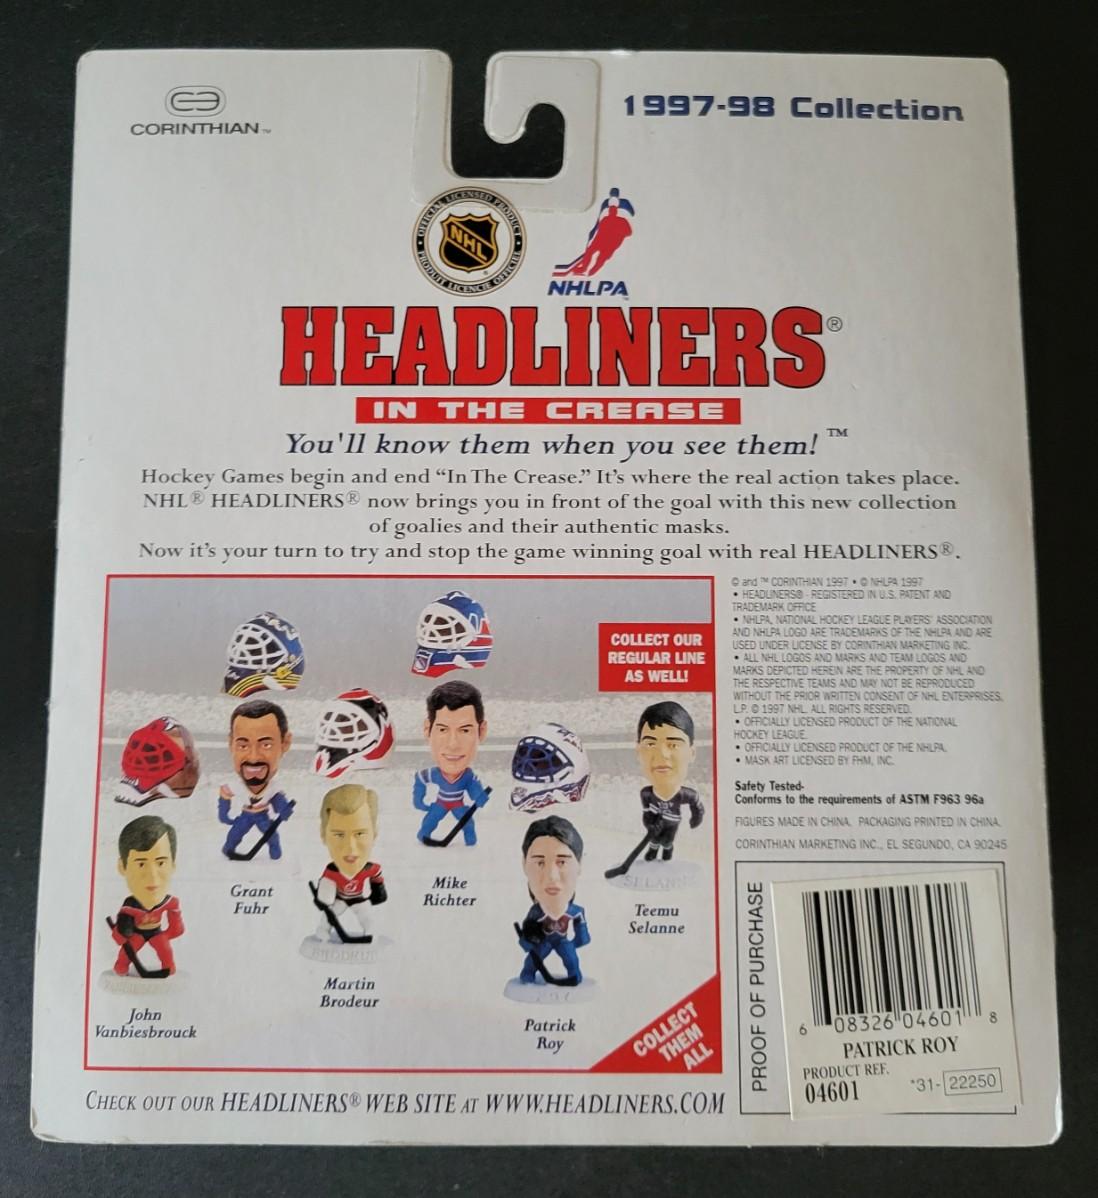 CORINTHIAN™
1997-98 Collection
OFFICIAL LICENSED PRODUCT
NHL
PRODUIT LICENCIE OFFICIEL
NHLPA™
HEADLINERS®
IN THE CREASE
You'll know them when you see them!™
Hockey Games begin and end “In The Crease.” It's where the real action takes place.
NHL® HEADLINERS® now brings you in front of the goal with this new collection
of goalies and their authentic masks.
Now it's your turn to try and stop the game winning goal with real HEADLINERS®.
COLLECT OUR
REGULAR LINE
AS WELL!
Grant
Fuhr
Mike
Richter
SELANNE
Teemu
Selanne
BRODEUR
Martin
Brodeur
John
Vanbiesbrouck
ROY
Patrick
Roy
COLLECT
THEM
ALL
© and ™ CORINTHIAN 1997 • © NHLPA 1997
• HEADLINERS® - REGISTERED IN U.S. PATENT AND
TRADEMARK OFFICE
• NHLPA, NATIONAL HOCKEY LEAGUE PLAYERS' ASSOCIATION
AND NHLPA LOGO ARE TRADEMARKS OF THE NHLPA AND ARE
USED UNDER LICENSE BY CORINTHIAN MARKETING INC.
• ALL NHL LOGOS AND MARKS AND TEAM LOGOS AND
MARKS DEPICTED HEREIN ARE THE PROPERTY OF NHL AND
THE RESPECTIVE TEAMS AND MAY NOT BE REPRODUCED
WITHOUT THE PRIOR WRITTEN CONSENT OF NHL ENTERPRISES,
L.P. © 1997 NHL. ALL RIGHTS RESERVED.
• OFFICIALLY LICENSED PRODUCT OF THE NATIONAL
HOCKEY LEAGUE.
• OFFICIALLY LICENSED PRODUCT OF THE NHLPA.
• MASK ART LICENSED BY FHM, INC.
Safety Tested-
Conforms to the requirements of ASTM F963 96a
FIGURES MADE IN CHINA. PACKAGING PRINTED IN CHINA.
CORINTHIAN MARKETING INC., EL SEGUNDO, CA 90245
PROOF OF PURCHASE
6 08326 04601 8
PATRICK ROY
PRODUCT REF.
04601 *31- 22250
CHECK OUT OUR HEADLINERS® WEB SITE AT WWW.HEADLINERS.COM